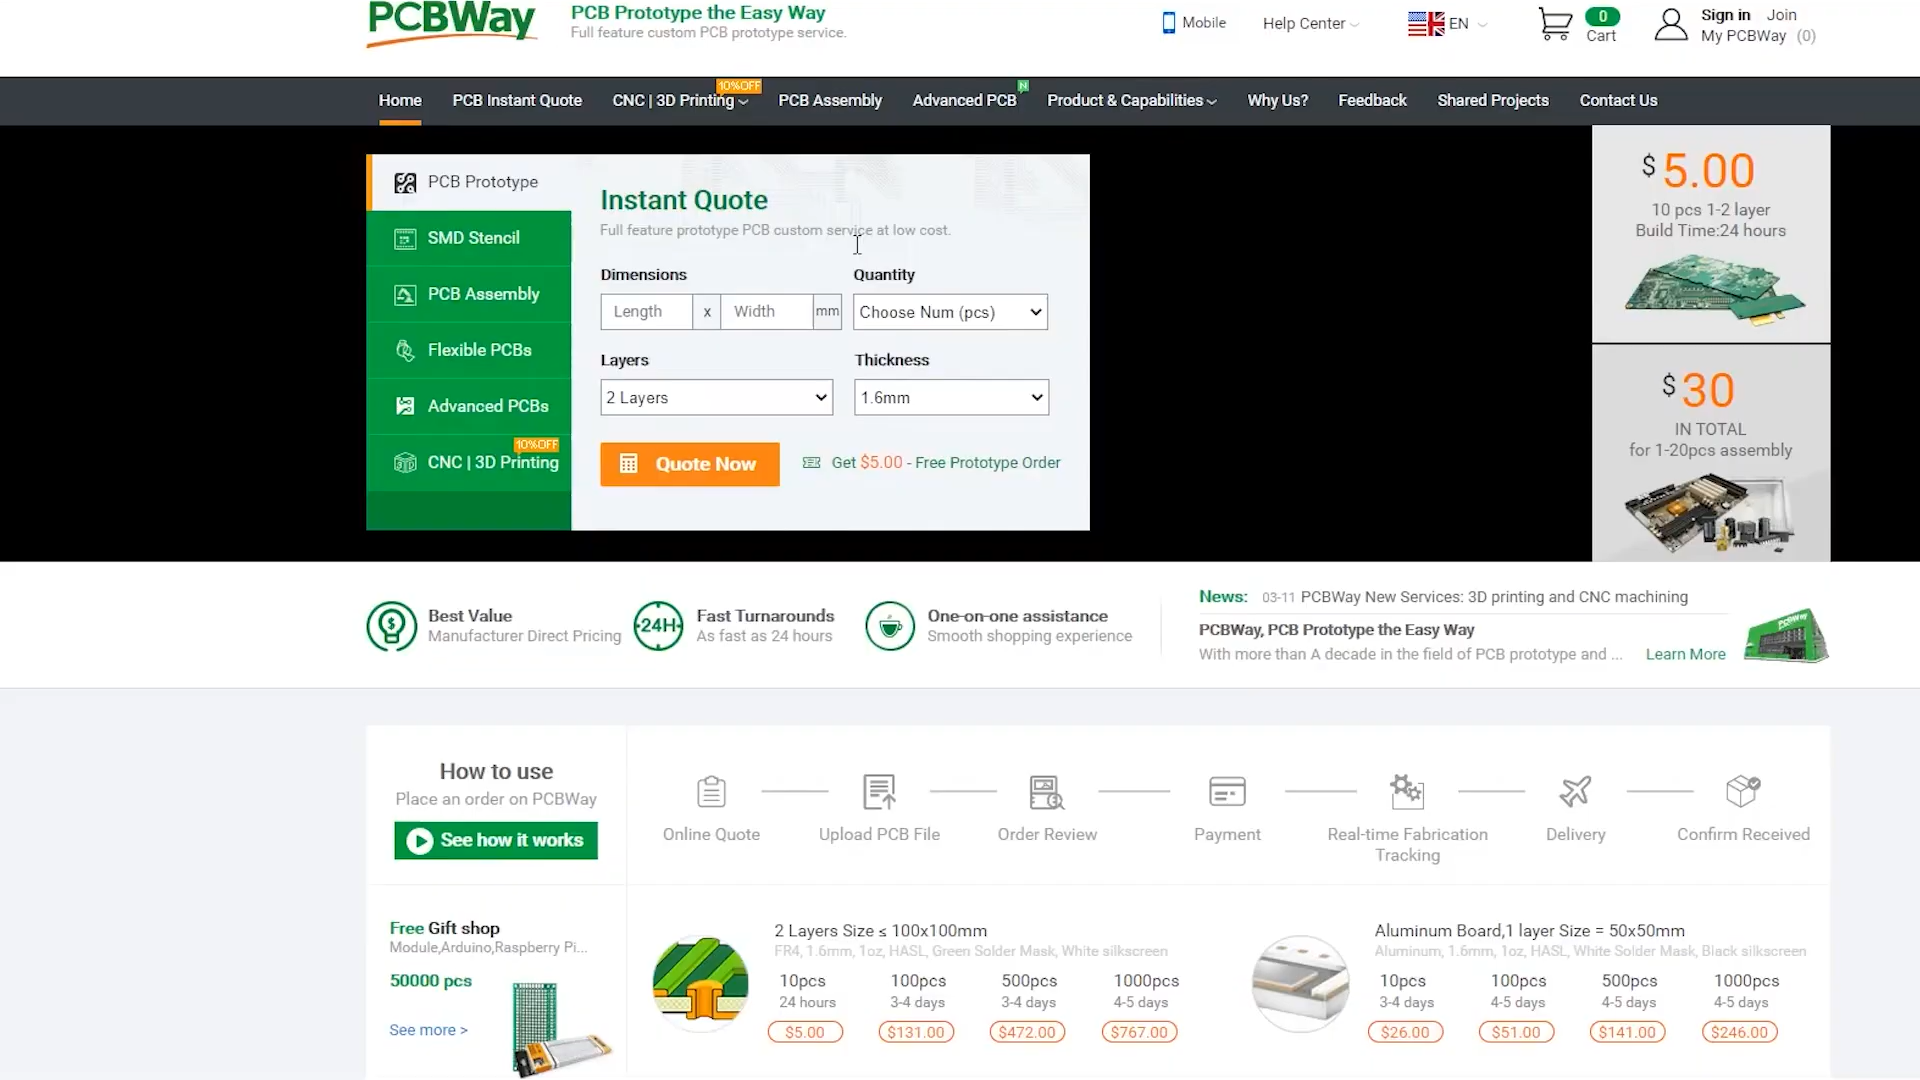 PCBWay
PCB Prototype the Easy Way
Full feature custom PCB prototype service.
Mobile
Help Center
EN
0
Cart
Sign in Join
My PCBWay (0)
Home
PCB Instant Quote
CNC | 3D Printing
10%OFF
PCB Assembly
Advanced PCB
N
Product & Capabilities
Why Us?
Feedback
Shared Projects
Contact Us
PCB Prototype
SMD Stencil
PCB Assembly
Flexible PCBs
Advanced PCBs
10%OFF
CNC | 3D Printing
Instant Quote
Full feature prototype PCB custom service at low cost.
Dimensions
Quantity
Length x Width mm
Choose Num (pcs)
Layers
Thickness
2 Layers
1.6mm
Quote Now
Get $5.00 - Free Prototype Order
$5.00
10 pcs 1-2 layer
Build Time:24 hours
$30
IN TOTAL
for 1-20pcs assembly
Best Value
Manufacturer Direct Pricing
24H
Fast Turnarounds
As fast as 24 hours
One-on-one assistance
Smooth shopping experience
News: 03-11 PCBWay New Services: 3D printing and CNC machining
PCBWay, PCB Prototype the Easy Way
With more than A decade in the field of PCB prototype and ... Learn More
PCBWay
How to use
Place an order on PCBWay
See how it works
Online Quote
Upload PCB File
Order Review
Payment
Real-time Fabrication
Tracking
Delivery
Confirm Received
Free Gift shop
Module,Arduino,Raspberry Pi...
50000 pcs
See more >
2 Layers Size ≤ 100x100mm
FR4, 1.6mm, 1oz, HASL, Green Solder Mask, White silkscreen
10pcs 100pcs 500pcs 1000pcs
24 hours 3-4 days 3-4 days 4-5 days
$5.00 $131.00 $472.00 $767.00
Aluminum Board,1 layer Size = 50x50mm
Aluminum, 1.6mm, 1oz, HASL, White Solder Mask, Black silkscreen
10pcs 100pcs 500pcs 1000pcs
3-4 days 4-5 days 4-5 days 4-5 days
$26.00 $51.00 $141.00 $246.00